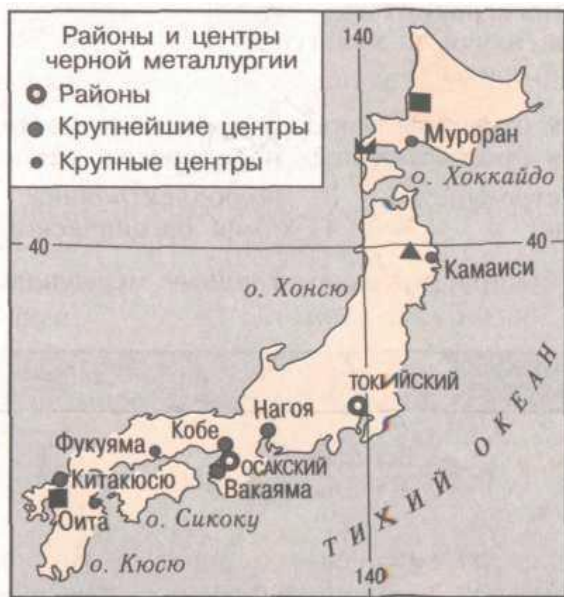 Районы и центры
черной металлургии
Районы
Крупнейшие центры
Крупные центры
140
Муроран
о. Хоккайдо
40
40
Камаиси
о. Хонсю
ТОКИЙСКИЙ
Нагоя
Кобе
Фукуяма
ОСАКСКИЙ
Китакюсю
Вакаяма
Оита
о. Сикоку
о. Кюсю
ТИХИЙ ОКЕАН
140